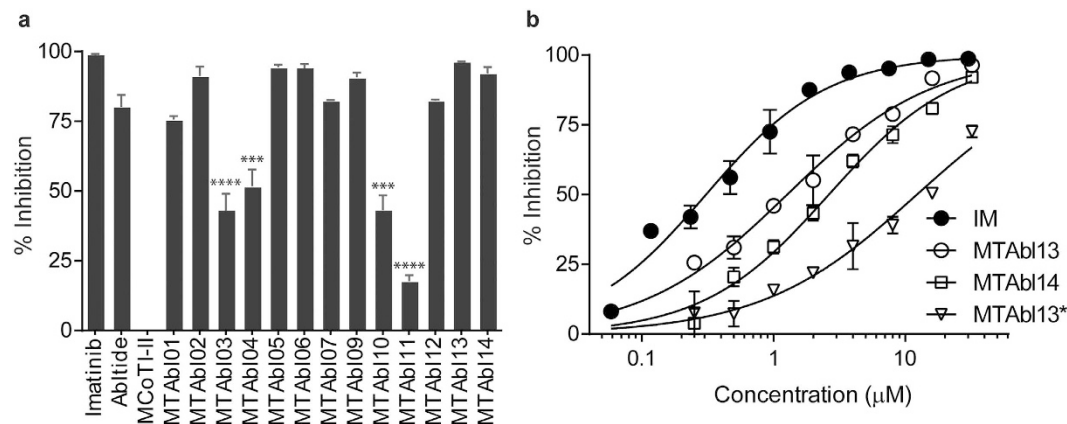 a
% Inhibition
100
75
50
25
0
****
***
***
****
Imatinib
Abltide
MCoTI-II
MTAbl01
MTAbl02
MTAbl03
MTAbl04
MTAbl05
MTAbl06
MTAbl07
MTAbl09
MTAbl10
MTAbl11
MTAbl12
MTAbl13
MTAbl14
b
% Inhibition
100
75
50
25
0
IM
MTAbl13
MTAbl14
MTAbl13*
0.1 1 10
Concentration (μM)